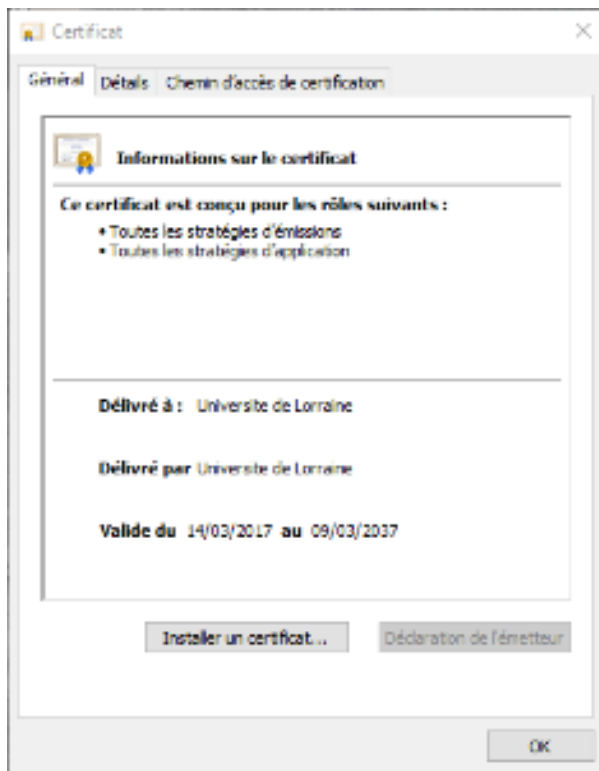 Certificat
Général Détails Chemin d'accès de certification
Informations sur le certificat
Ce certificat est conçu pour les rôles suivants :
• Toutes les stratégies d'émissions
• Toutes les stratégies d'application
Délivré à : Universite de Lorraine
Délivré par Universite de Lorraine
Valide du 14/03/2017 au 09/03/2037
Installer un certificat... Déclaration de l'émetteur
OK